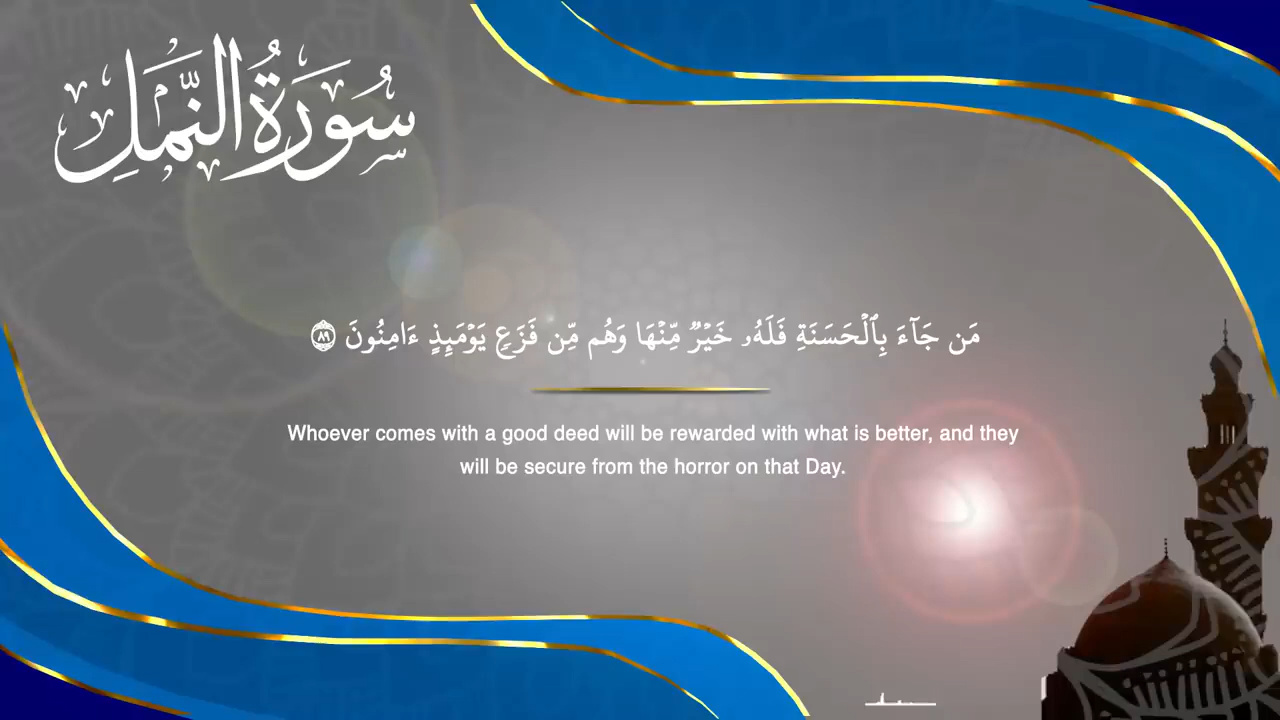 سُورَةُ النَّمل
مَن جَآءَ بِٱلْحَسَنَةِ فَلَهُۥ خَيْرٌۭ مِّنْهَا وَهُم مِّن فَزَعٍۢ يَوْمَئِذٍ ءَامِنُونَ ٨٩
Whoever comes with a good deed will be rewarded with what is better, and they
will be secure from the horror on that Day.